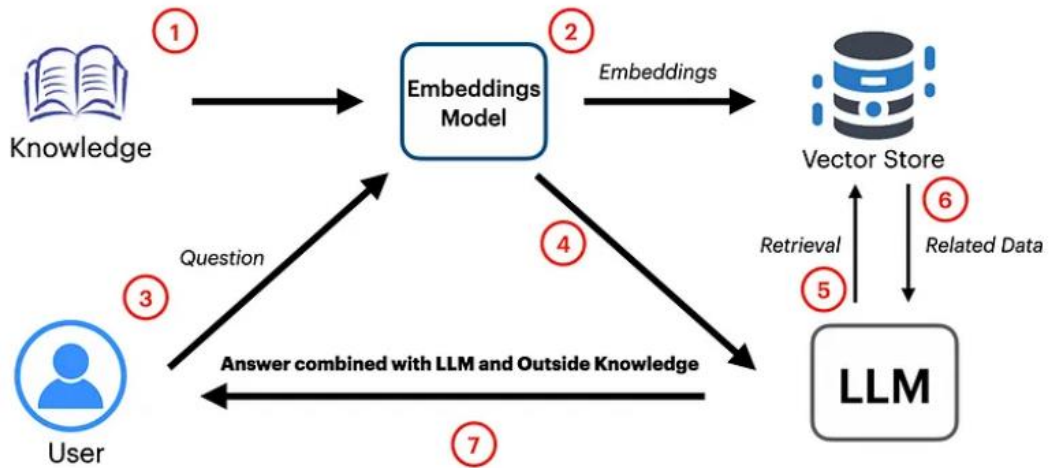 1
2
Embeddings
Model
Embeddings
Knowledge
Vector Store
6
4
Question
Retrieval
Related Data
3
5
Answer combined with LLM and Outside Knowledge
LLM
User
7